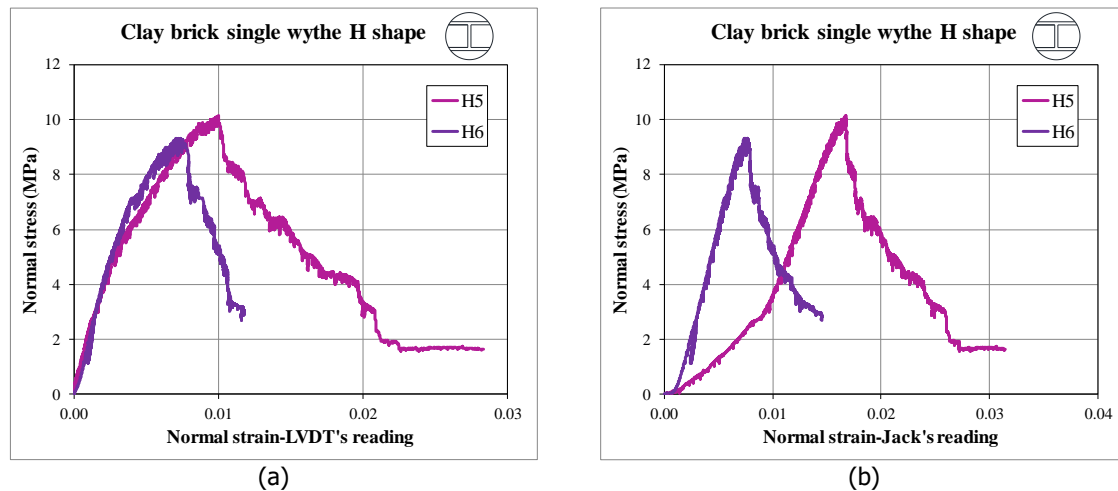 Clay brick single wythe H shape
12
10
8
6
4
2
0
Normal stress (MPa)
H5
H6
0.00 0.01 0.02 0.03
Normal strain-LVDT's reading
(a)
Clay brick single wythe H shape
12
10
8
6
4
2
0
Normal stress (MPa)
H5
H6
0.00 0.01 0.02 0.03 0.04
Normal strain-Jack's reading
(b)